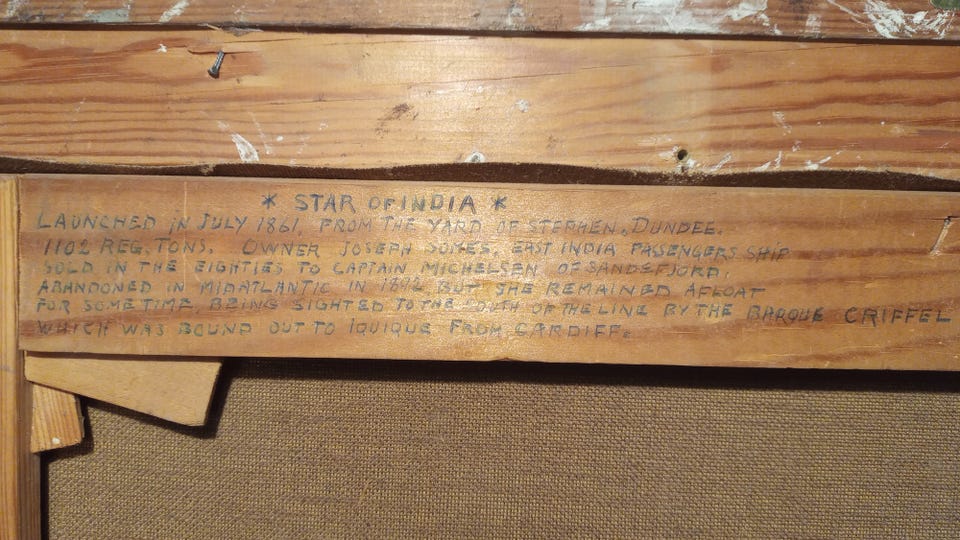 * STAR OF INDIA *
LAUNCHED IN JULY 1861, FROM THE YARD OF STEPHEN, DUNDEE.
1102 REG. TONS. OWNER JOSEPH SOMES, EAST INDIA PASSENGERS SHIP
SOLD IN THE EIGHTIES TO CAPTAIN MICHELSEN OF SANDEFJORD.
ABANDONED IN MIDATLANTIC IN BUT SHE REMAINED AFLOAT
FOR SOME TIME, BEING SIGHTED TO THE SOUTH OF THE LINE BY THE BARQUE CRIFFEL
WHICH WAS BOUND OUT TO IQUIQUE FROM CARDIFF.